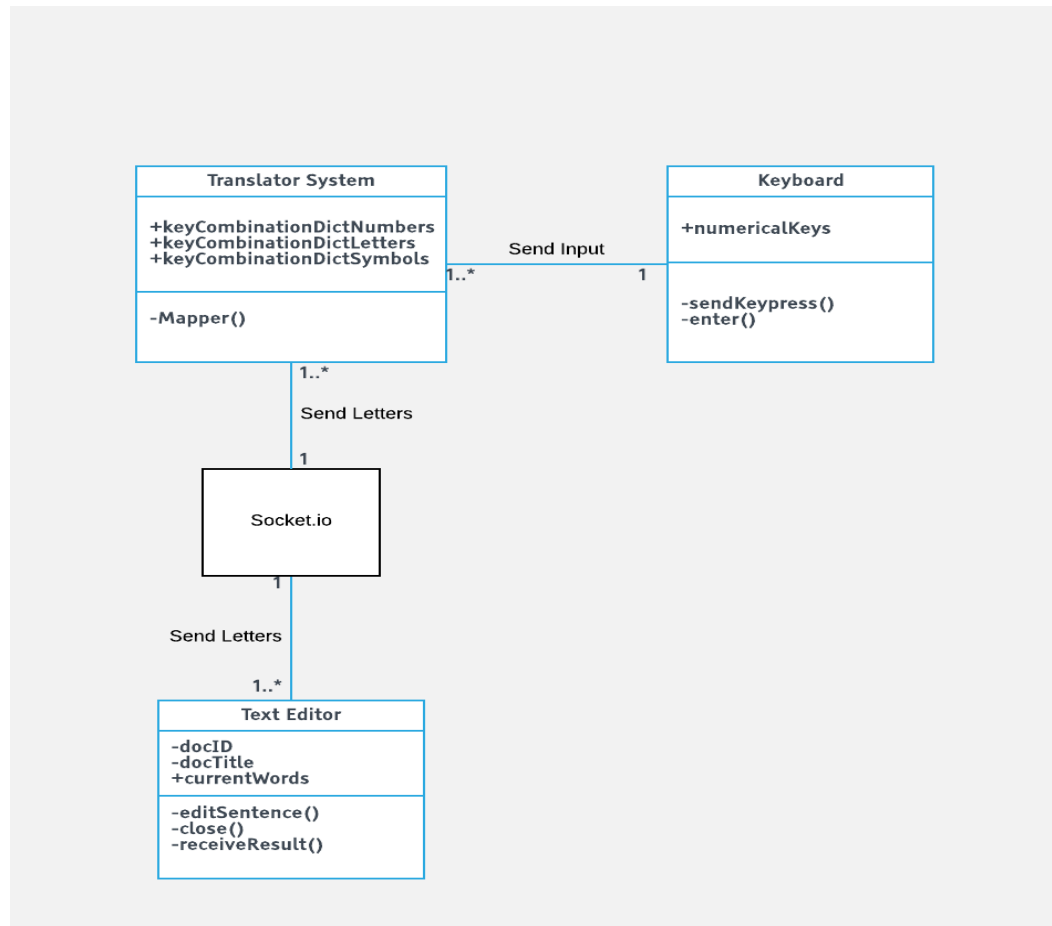 Translator System
+keyCombinationDictNumbers
+keyCombinationDictLetters
+keyCombinationDictSymbols
-Mapper()
Send Input
1..*
1
Keyboard
+numericalKeys
-sendKeypress()
-enter()
1..*
Send Letters
1
Socket.io
1
Send Letters
1..*
Text Editor
-docID
-docTitle
+currentWords
-editSentence()
-close()
-receiveResult()